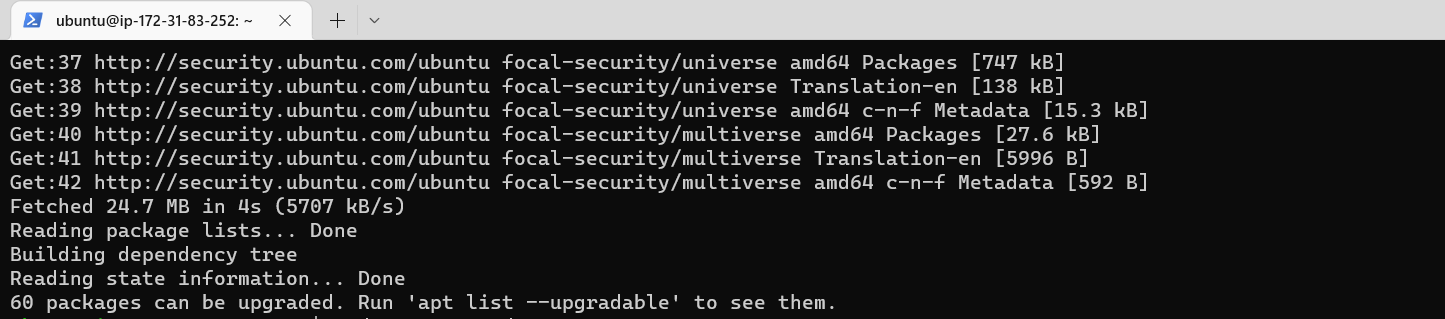 ubuntu@ip-172-31-83-252: ~
Get:37 http://security.ubuntu.com/ubuntu focal-security/universe amd64 Packages [747 kB]
Get:38 http://security.ubuntu.com/ubuntu focal-security/universe Translation-en [138 kB]
Get:39 http://security.ubuntu.com/ubuntu focal-security/universe amd64 c-n-f Metadata [15.3 kB]
Get:40 http://security.ubuntu.com/ubuntu focal-security/multiverse amd64 Packages [27.6 kB]
Get:41 http://security.ubuntu.com/ubuntu focal-security/multiverse Translation-en [5996 B]
Get:42 http://security.ubuntu.com/ubuntu focal-security/multiverse amd64 c-n-f Metadata [592 B]
Fetched 24.7 MB in 4s (5707 kB/s)
Reading package lists... Done
Building dependency tree
Reading state information... Done
60 packages can be upgraded. Run 'apt list --upgradable' to see them.